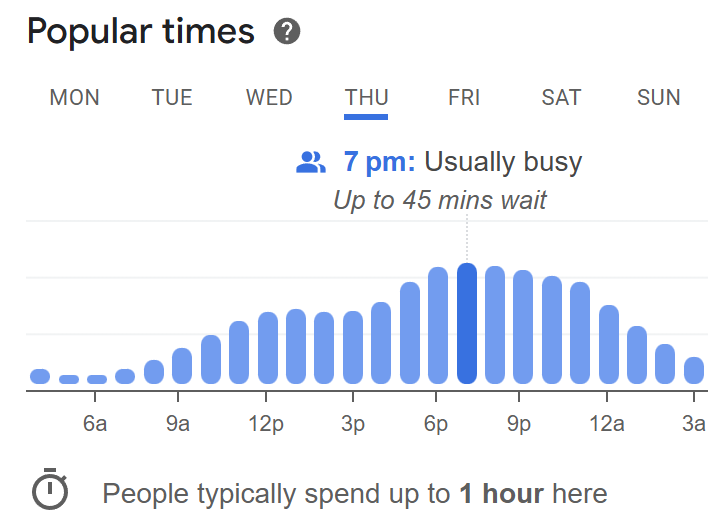 Popular times ?
MON TUE WED THU FRI SAT SUN
7 pm: Usually busy
Up to 45 mins wait
6a 9a 12p 3p 6p 9p 12a 3a
People typically spend up to 1 hour here